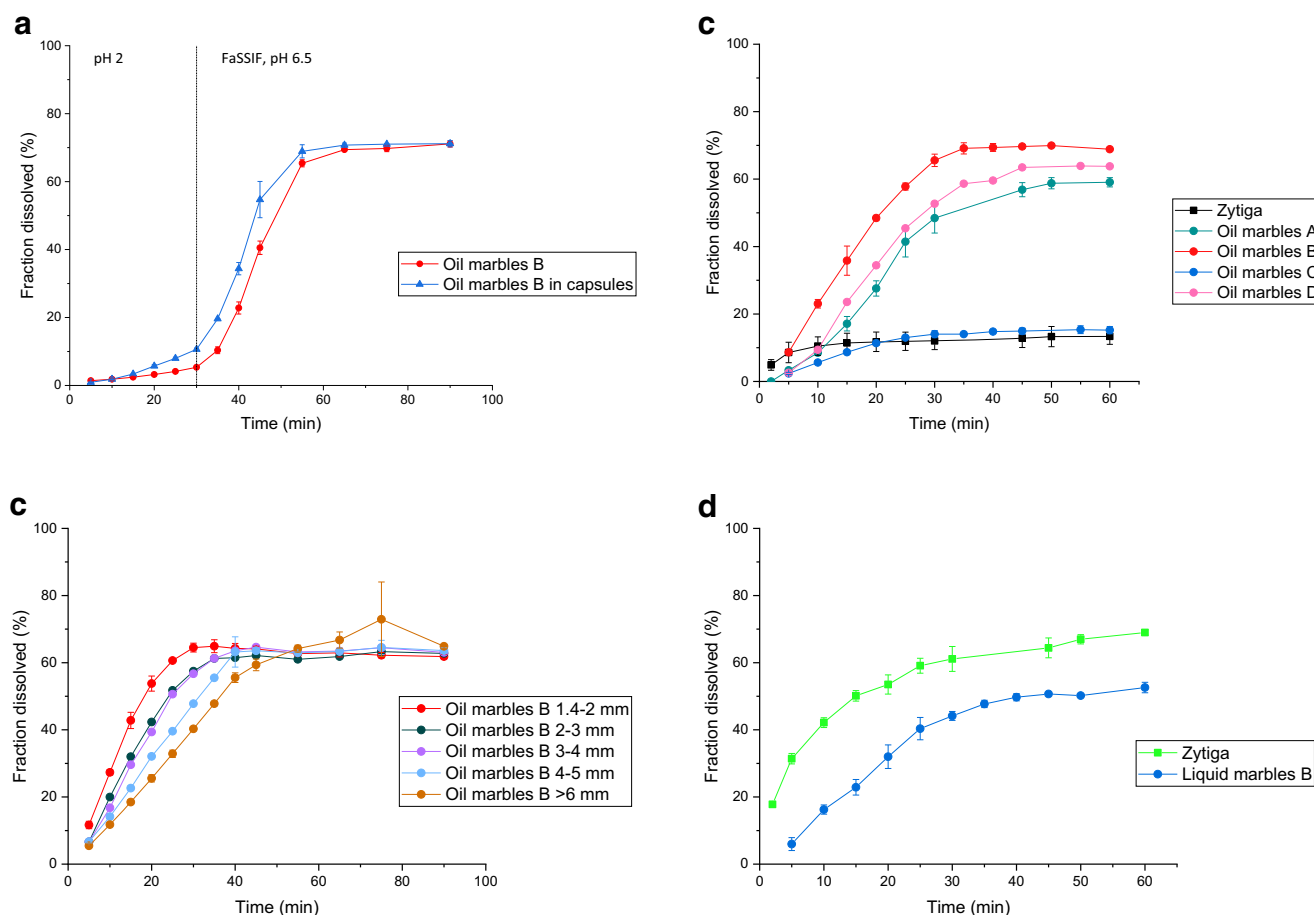 a
pH 2
FaSSIF, pH 6.5
100
80
60
40
20
0
Fraction dissolved (%)
Oil marbles B
Oil marbles B in capsules
0
20
40
60
80
100
Time (min)
c
100
80
60
40
20
0
Fraction dissolved (%)
Zytiga
Oil marbles A
Oil marbles B
Oil marbles C
Oil marbles D
0
10
20
30
40
50
60
Time (min)
c
100
80
60
40
20
0
Fraction dissolved (%)
Oil marbles B 1.4-2 mm
Oil marbles B 2-3 mm
Oil marbles B 3-4 mm
Oil marbles B 4-5 mm
Oil marbles B >6 mm
0
20
40
60
80
100
Time (min)
d
100
80
60
40
20
0
Fraction dissolved (%)
Zytiga
Liquid marbles B
0
10
20
30
40
50
60
Time (min)